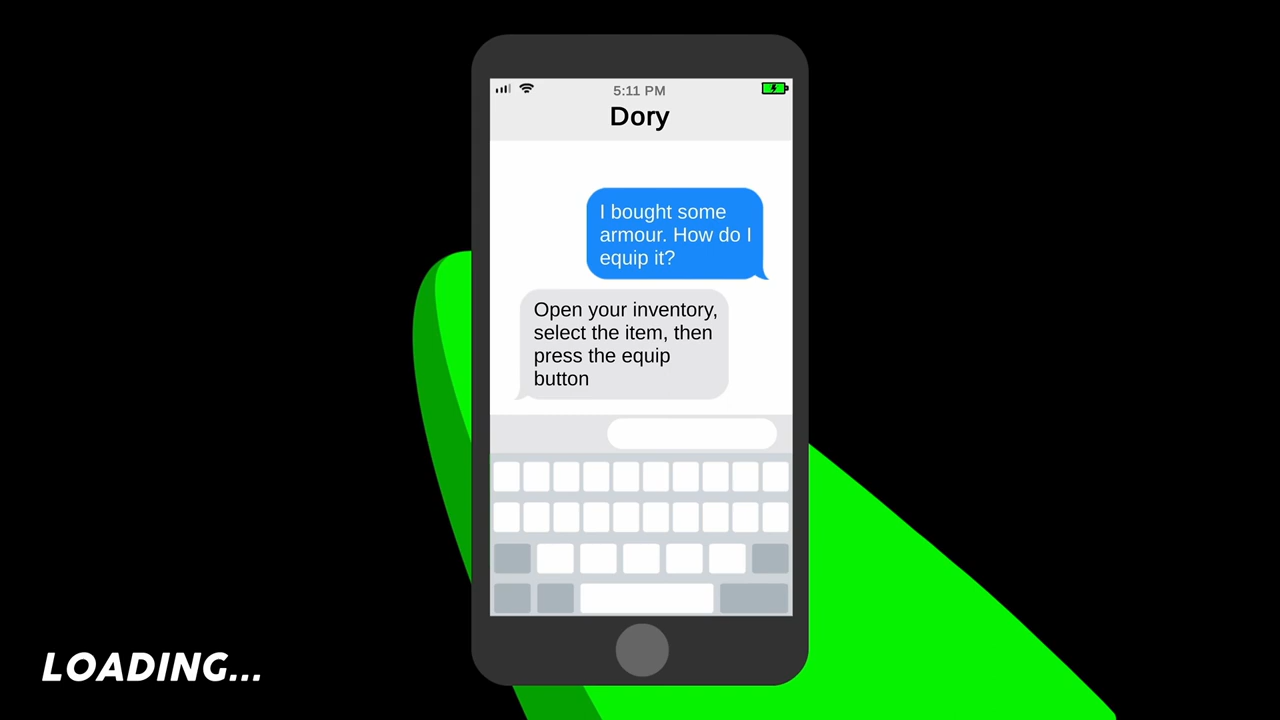 5:11 PM
Dory
I bought some
armour. How do I
equip it?
Open your inventory,
select the item, then
press the equip
button
LOADING...